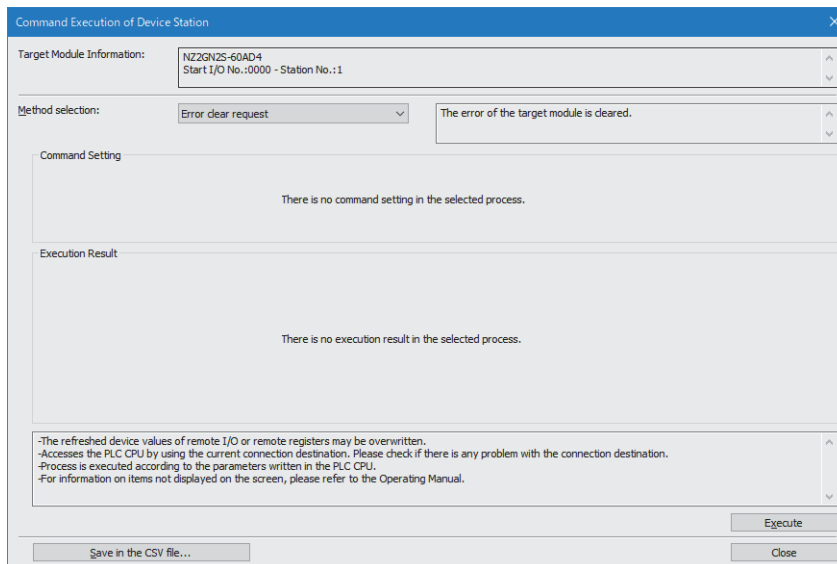 Command Execution of Device Station
Target Module Information:
NZ2GN2S-60AD4
Start I/O No.:0000 - Station No.:1
Method selection:
Error clear request
The error of the target module is cleared.
Command Setting
There is no command setting in the selected process.
Execution Result
There is no execution result in the selected process.
-The refreshed device values of remote I/O or remote registers may be overwritten.
-Accesses the PLC CPU by using the current connection destination. Please check if there is any problem with the connection destination.
-Process is executed according to the parameters written in the PLC CPU.
-For information on items not displayed on the screen, please refer to the Operating Manual.
Execute
Save in the CSV file...
Close